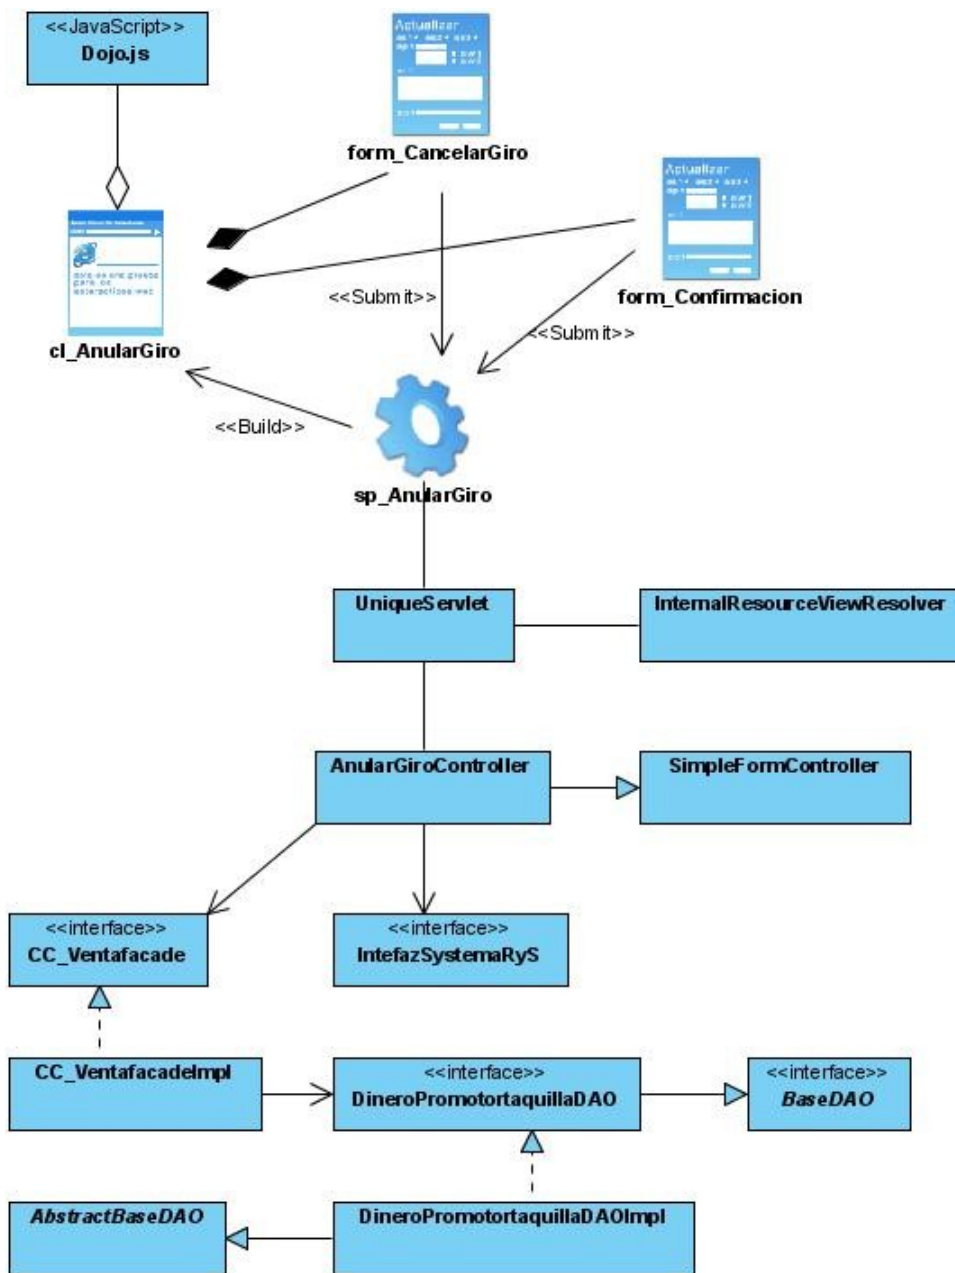 <<JavaScript>>
Dojo.js
Actualizar
form_CancelarGiro
Actualizar
form_Confirmacion
cl_AnularGiro
<<Submit>>
<<Submit>>
<<Build>>
sp_AnularGiro
UniqueServlet
InternalResourceViewResolver
AnularGiroController
SimpleFormController
<<interface>>
CC_Ventafacade
<<interface>>
IntefazSystemaRyS
CC_VentafacadeImpl
<<interface>>
DineroPromotortaquillaDAO
<<interface>>
BaseDAO
AbstractBaseDAO
DineroPromotortaquillaDAOImpl